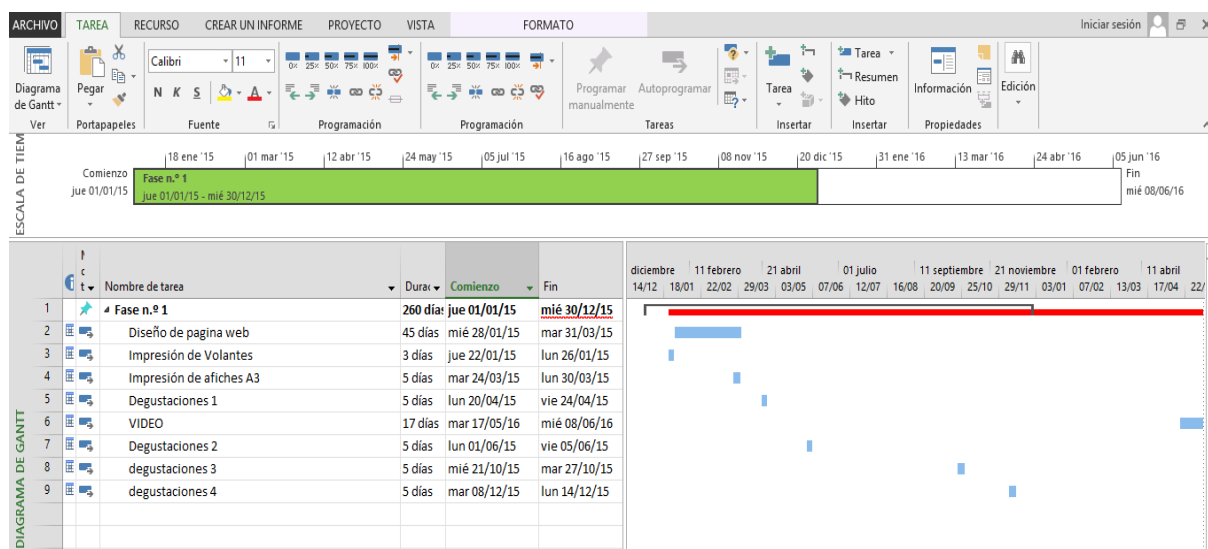 ARCHIVO TAREA RECURSO CREAR UN INFORME PROYECTO VISTA FORMATO Iniciar sesión
Calibri 11
0× 25× 50× 75× 100× 0× 25× 50× 75× 100×
Diagrama de Gantt
Pegar
N K S A
Programar manualmente
Autoprogramar
Tarea
Tarea
Resumen
Hito
Información
Edición
Ver Portapapeles Fuente Programación Programación Tareas Insertar Insertar Propiedades
ESCALA DE TIEM
18 ene '15 01 mar '15 12 abr '15 24 may '15 05 jul '15 16 ago '15 27 sep '15 08 nov '15 20 dic '15 31 ene '16 13 mar '16 24 abr '16 05 jun '16
Comienzo
jue 01/01/15
Fase n.º 1
jue 01/01/15 - mié 30/12/15
Fin
mié 08/06/16
Nombre de tarea Durac Comienzo Fin
diciembre 11 febrero 21 abril 01 julio 11 septiembre 21 noviembre 01 febrero 11 abril
14/12 18/01 22/02 29/03 03/05 07/06 12/07 16/08 20/09 25/10 29/11 03/01 07/02 13/03 17/04 22/
1 Fase n.º 1 260 días jue 01/01/15 mié 30/12/15
2 Diseño de pagina web 45 días mié 28/01/15 mar 31/03/15
3 Impresión de Volantes 3 días jue 22/01/15 lun 26/01/15
4 Impresión de afiches A3 5 días mar 24/03/15 lun 30/03/15
5 Degustaciones 1 5 días lun 20/04/15 vie 24/04/15
6 VIDEO 17 días mar 17/05/16 mié 08/06/16
7 Degustaciones 2 5 días lun 01/06/15 vie 05/06/15
8 degustaciones 3 5 días mié 21/10/15 mar 27/10/15
9 degustaciones 4 5 días mar 08/12/15 lun 14/12/15
DIAGRAMA DE GANTT